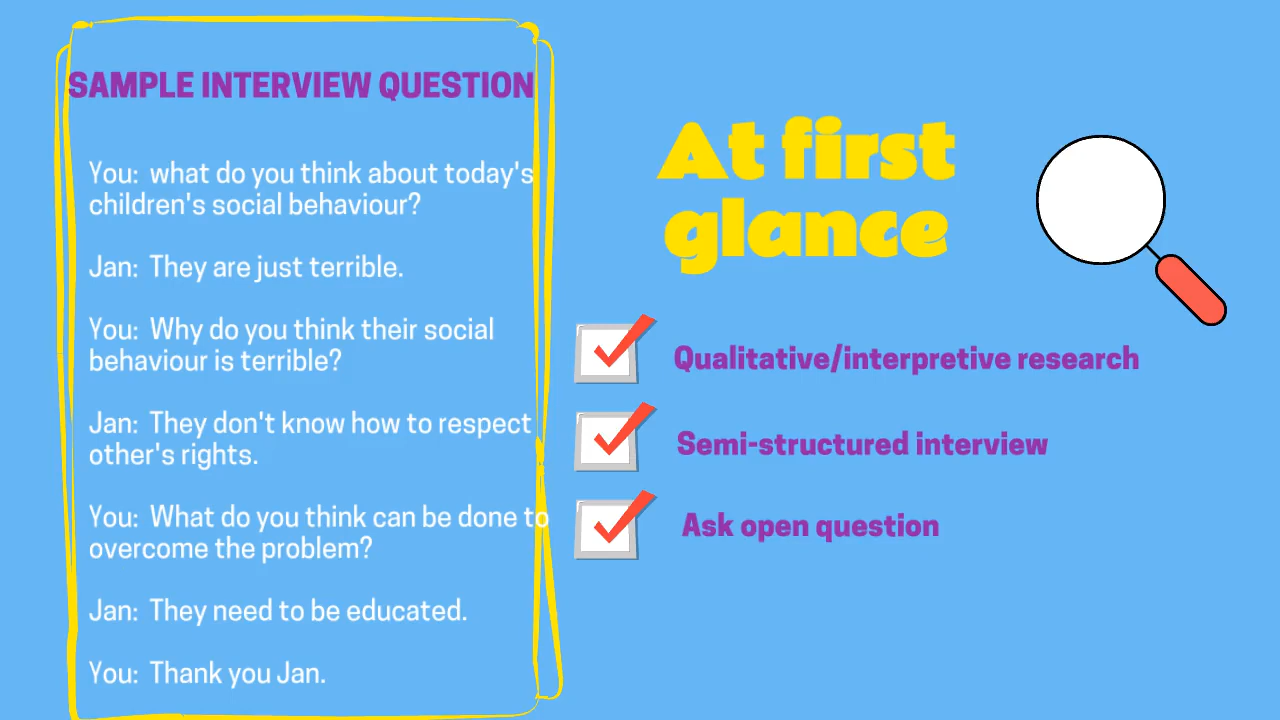 SAMPLE INTERVIEW QUESTION
You: what do you think about today's
children's social behaviour?
Jan: They are just terrible.
You: Why do you think their social
behaviour is terrible?
Jan: They don't know how to respect
other's rights.
You: What do you think can be done to
overcome the problem?
Jan: They need to be educated.
You: Thank you Jan.
At first
glance
Qualitative/interpretive research
Semi-structured interview
Ask open question